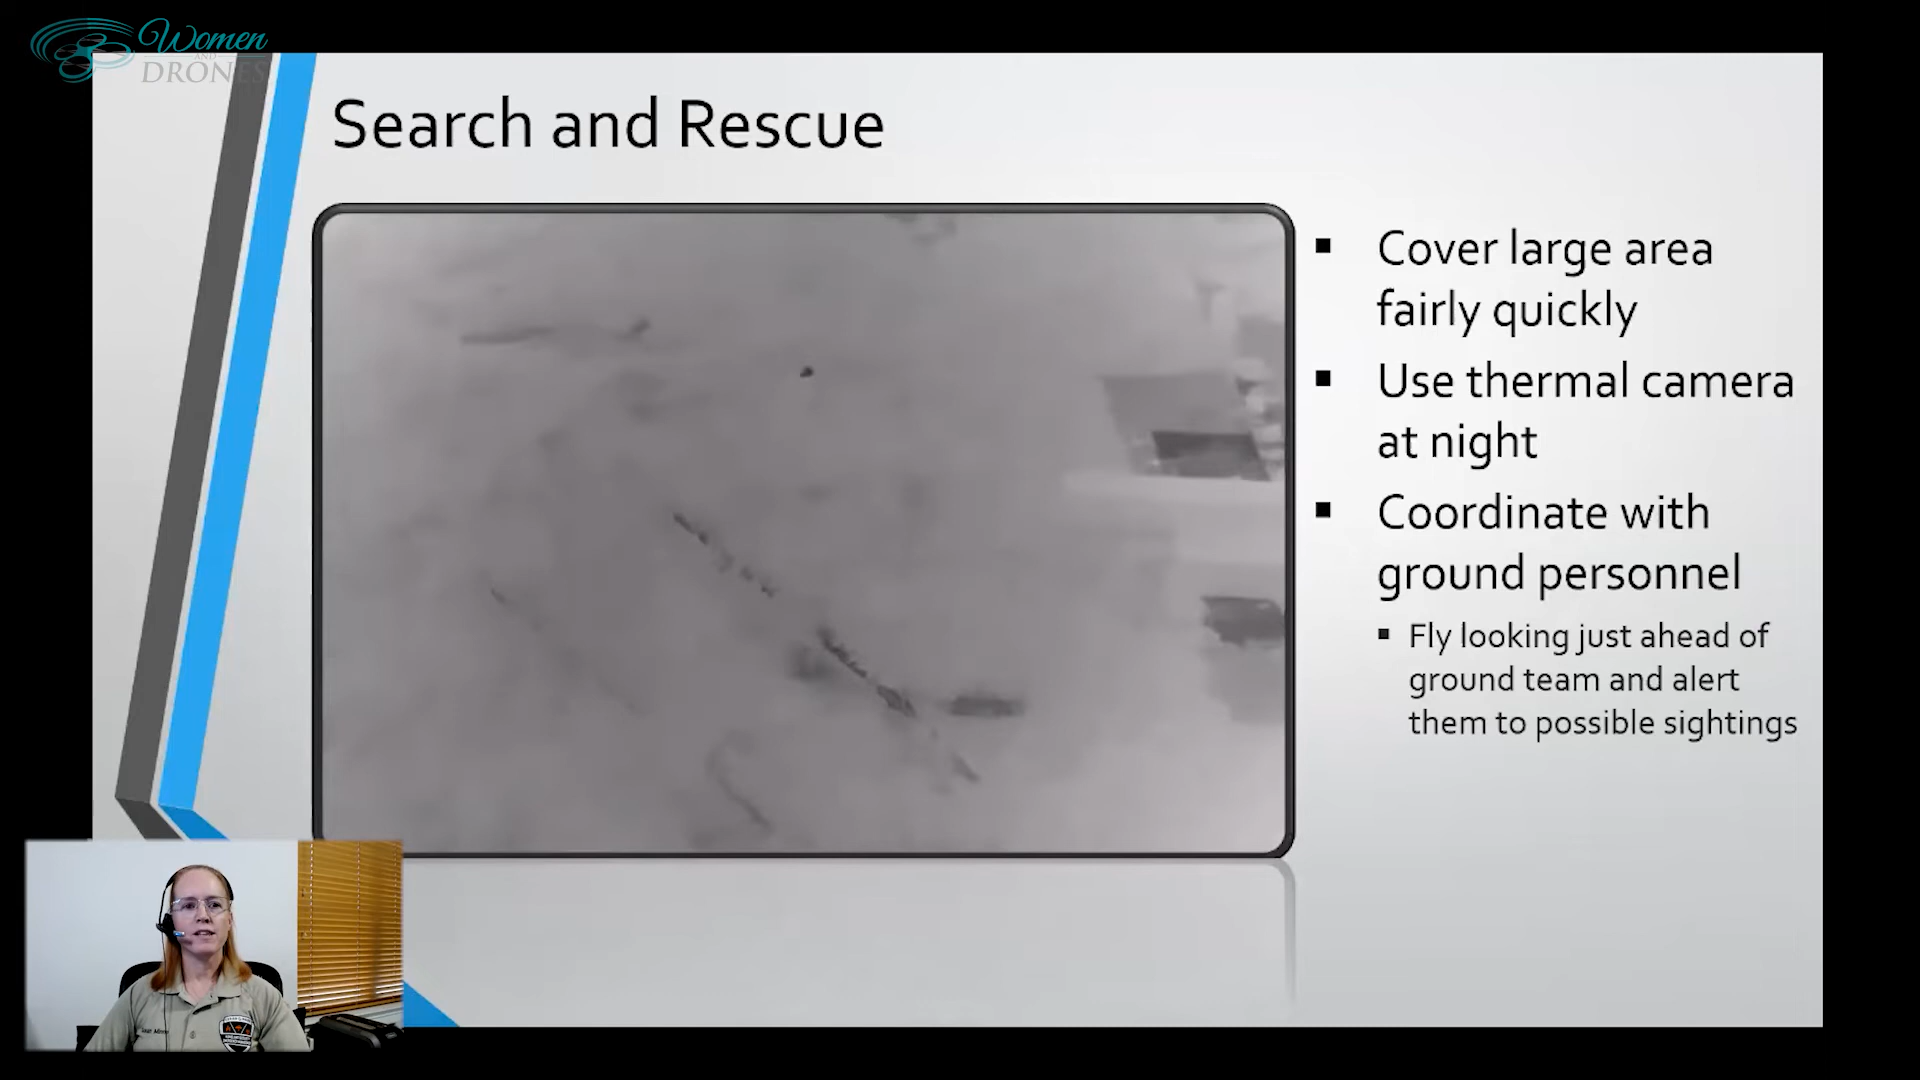 Women
AND
DRONES
Search and Rescue
▪ Cover large area
fairly quickly
▪ Use thermal camera
at night
▪ Coordinate with
ground personnel
▪ Fly looking just ahead of
ground team and alert
them to possible sightings